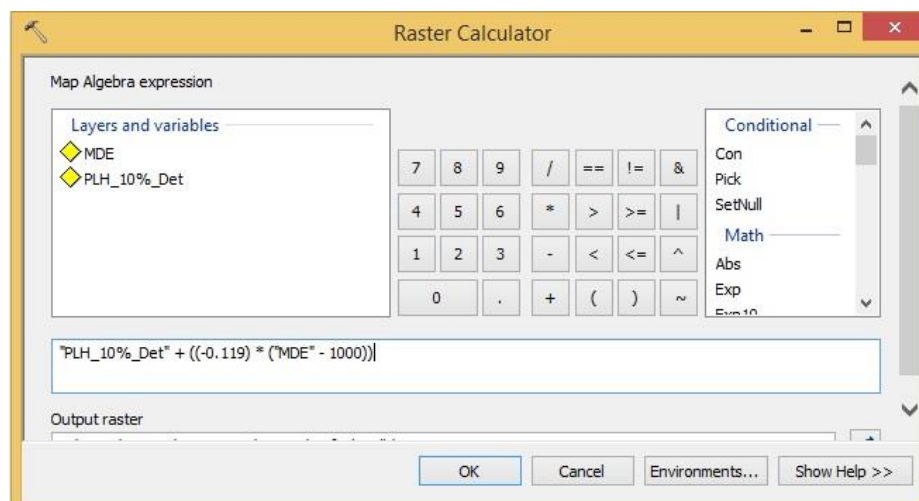 Raster Calculator
Map Algebra expression
Layers and variables
MDE
PLH_10%_Det
7 8 9 / == != &
4 5 6 * > >= |
1 2 3 - < <= ^
0 . + ( ) ~
Conditional
Con
Pick
SetNull
Math
Abs
Exp
Exp10
"PLH_10%_Det" + ((-0.119) * ("MDE" - 1000))
Output raster
OK Cancel Environments... Show Help >>